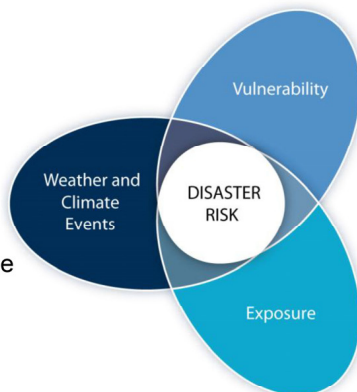 Vulnerability
Weather and
Climate
Events
DISASTER
RISK
e
Exposure